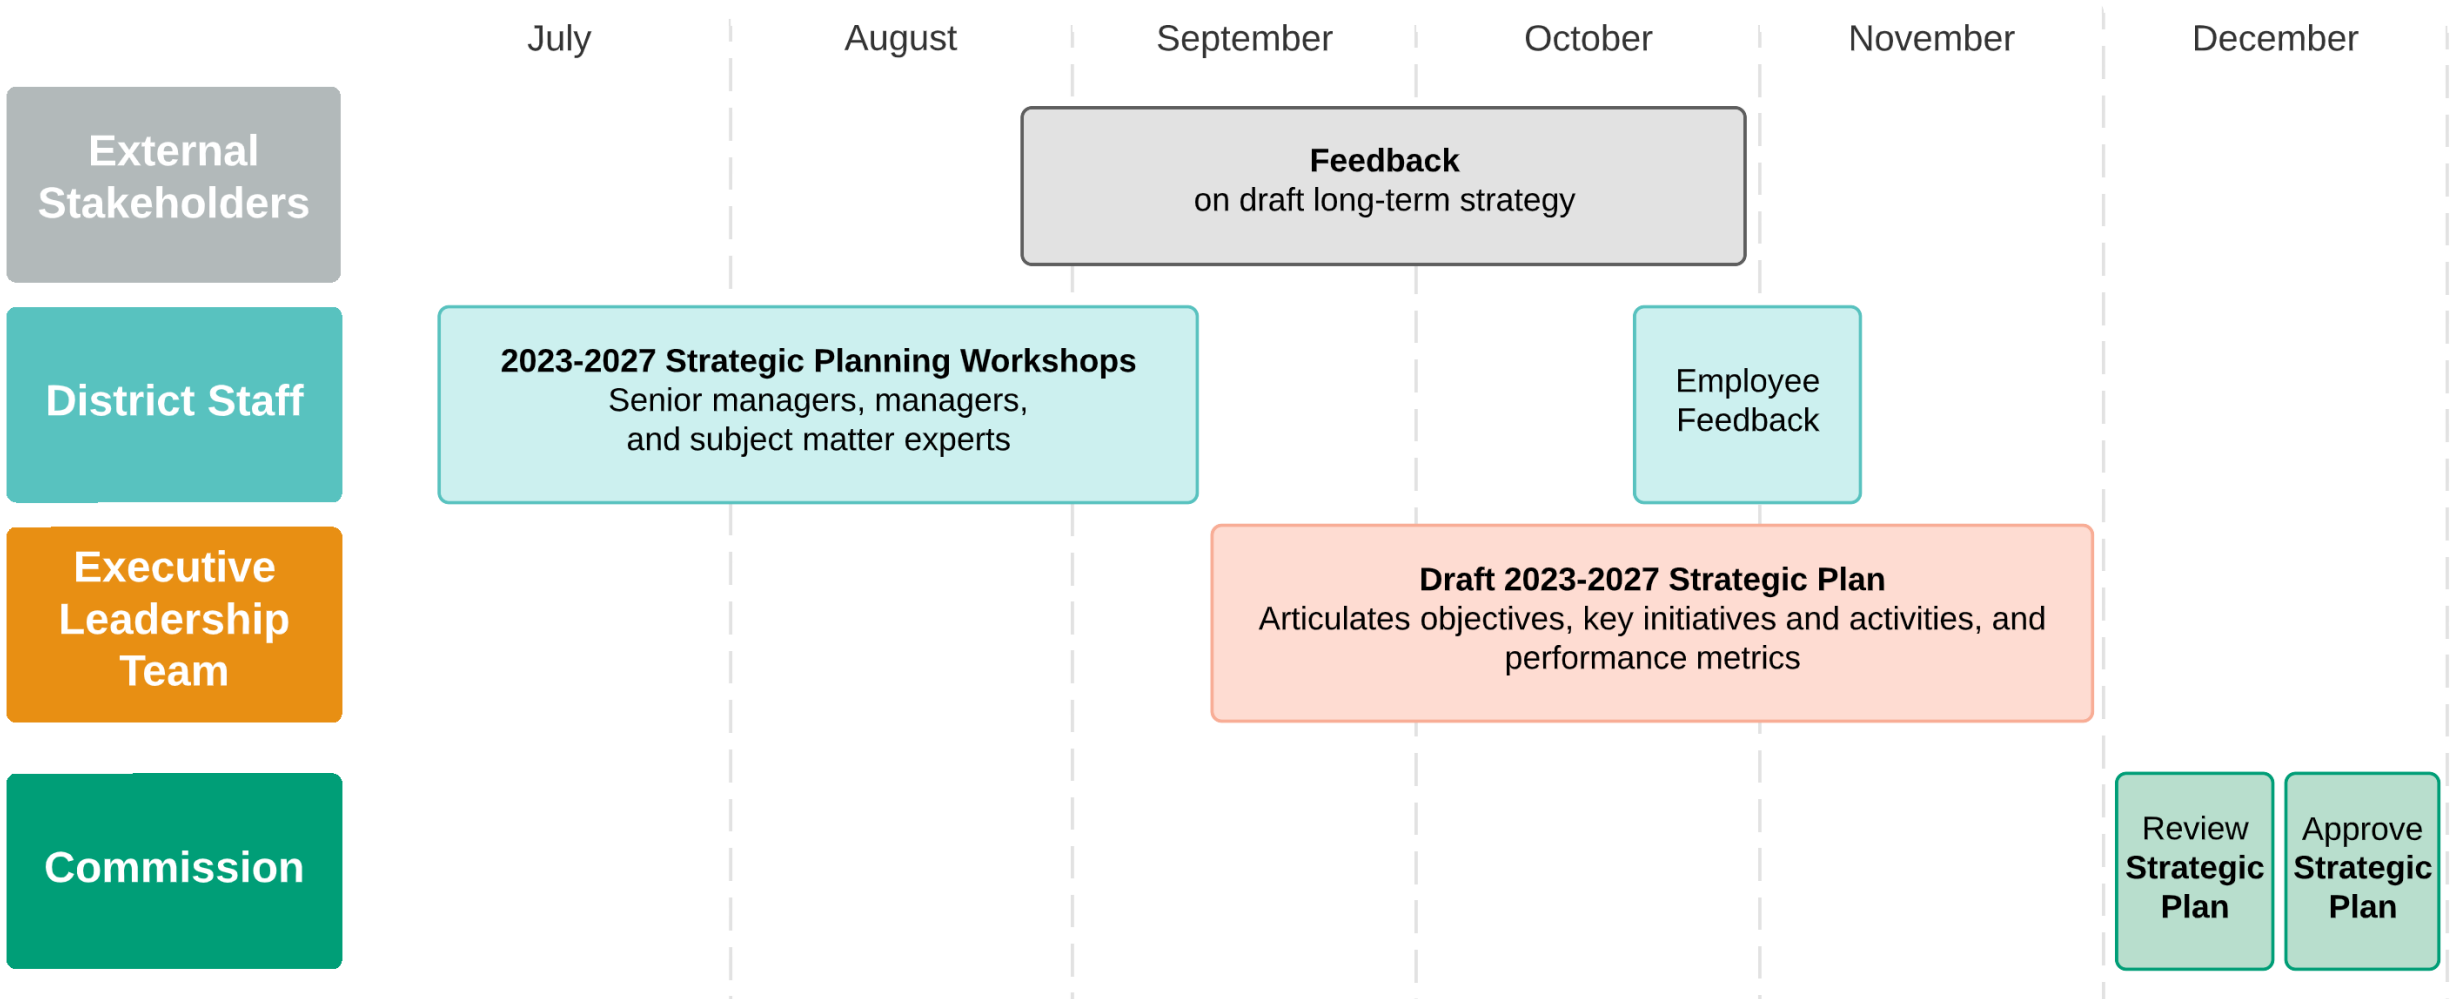 July
August
September
October
November
December
External
Stakeholders
Feedback
on draft long-term strategy
District Staff
2023-2027 Strategic Planning Workshops
Senior managers, managers,
and subject matter experts
Employee
Feedback
Executive
Leadership
Team
Draft 2023-2027 Strategic Plan
Articulates objectives, key initiatives and activities, and
performance metrics
Commission
Review
Strategic
Plan
Approve
Strategic
Plan